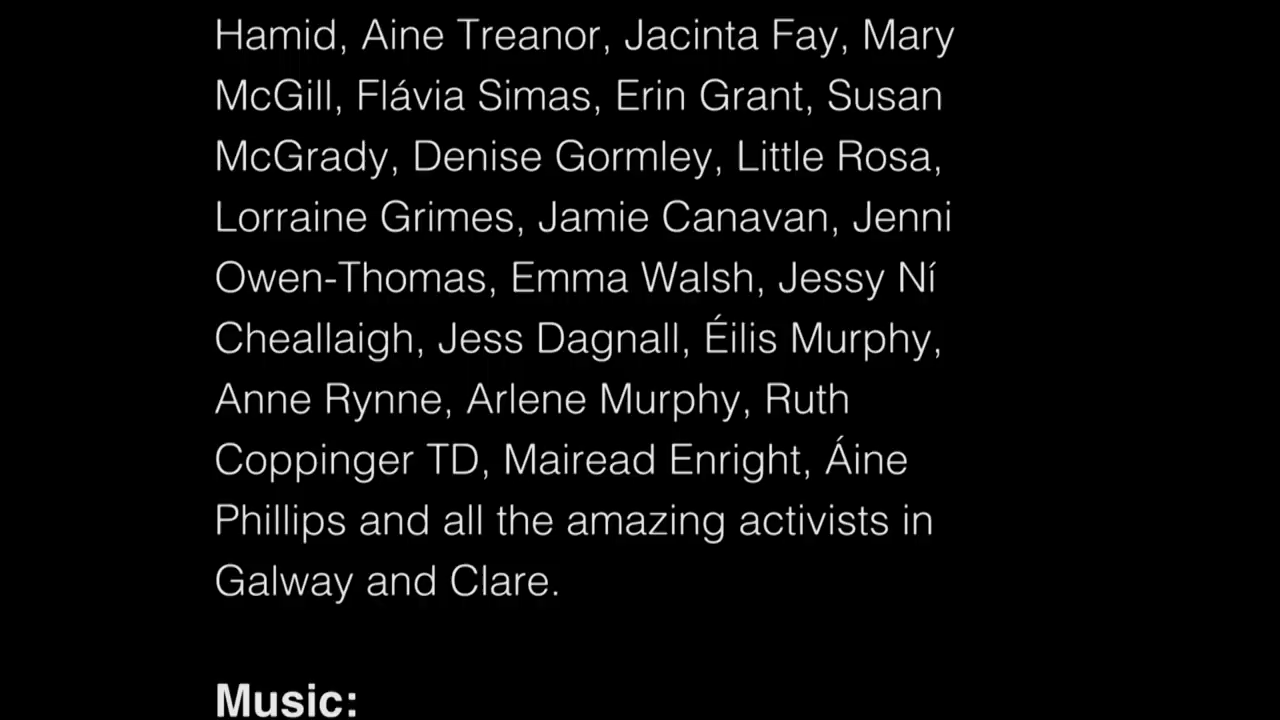 Hamid, Aine Treanor, Jacinta Fay, Mary
McGill, Flávia Simas, Erin Grant, Susan
McGrady, Denise Gormley, Little Rosa,
Lorraine Grimes, Jamie Canavan, Jenni
Owen-Thomas, Emma Walsh, Jessy Ní
Cheallaigh, Jess Dagnall, Éilis Murphy,
Anne Rynne, Arlene Murphy, Ruth
Coppinger TD, Mairead Enright, Áine
Phillips and all the amazing activists in
Galway and Clare.
Music: